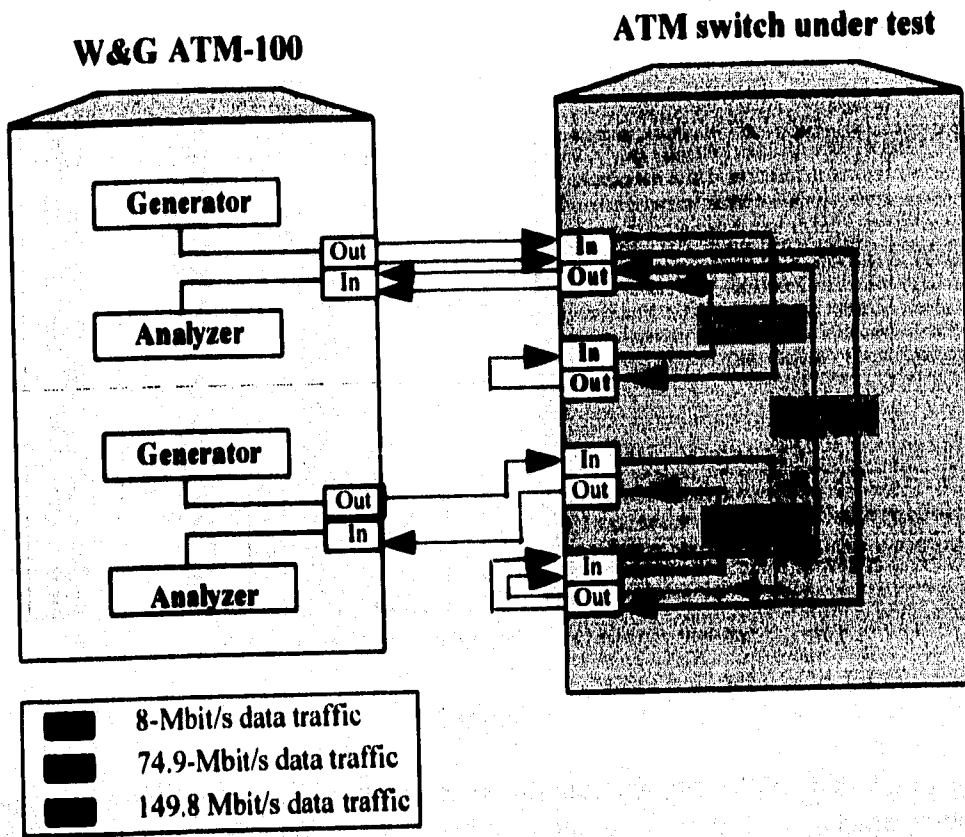 W&G ATM-100
ATM switch under test
Generator
Out
In
Analyzer
Generator
Out
In
Analyzer
In
Out
In
Out
In
Out
In
Out
8-Mbit/s data traffic
74.9-Mbit/s data traffic
149.8 Mbit/s data traffic